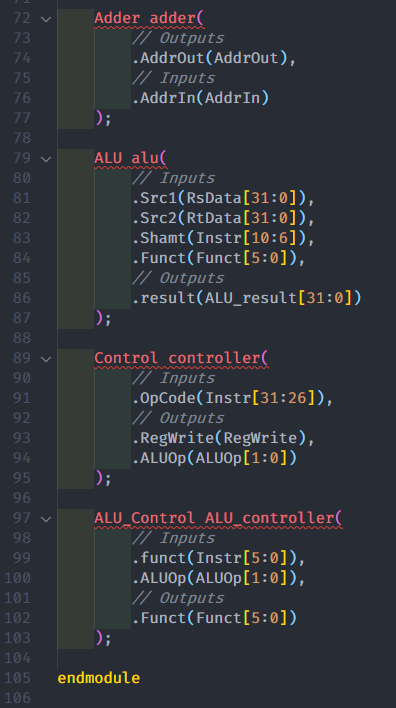 72 Adder adder(
73 // Outputs
74 .AddrOut(AddrOut),
75 // Inputs
76 .AddrIn(AddrIn)
77 );
78
79 ALU alu(
80 // Inputs
81 .Src1(RsData[31:0]),
82 .Src2(RtData[31:0]),
83 .Shamt(Instr[10:6]),
84 .Funct(Funct[5:0]),
85 // Outputs
86 .result(ALU_result[31:0])
87 );
88
89 Control controller(
90 // Inputs
91 .OpCode(Instr[31:26]),
92 // Outputs
93 .RegWrite(RegWrite),
94 .ALUOp(ALUOp[1:0])
95 );
96
97 ALU_Control ALU_controller(
98 // Inputs
99 .funct(Instr[5:0]),
100 .ALUOp(ALUOp[1:0]),
101 // Outputs
102 .Funct(Funct[5:0])
103 );
104
105 endmodule
106